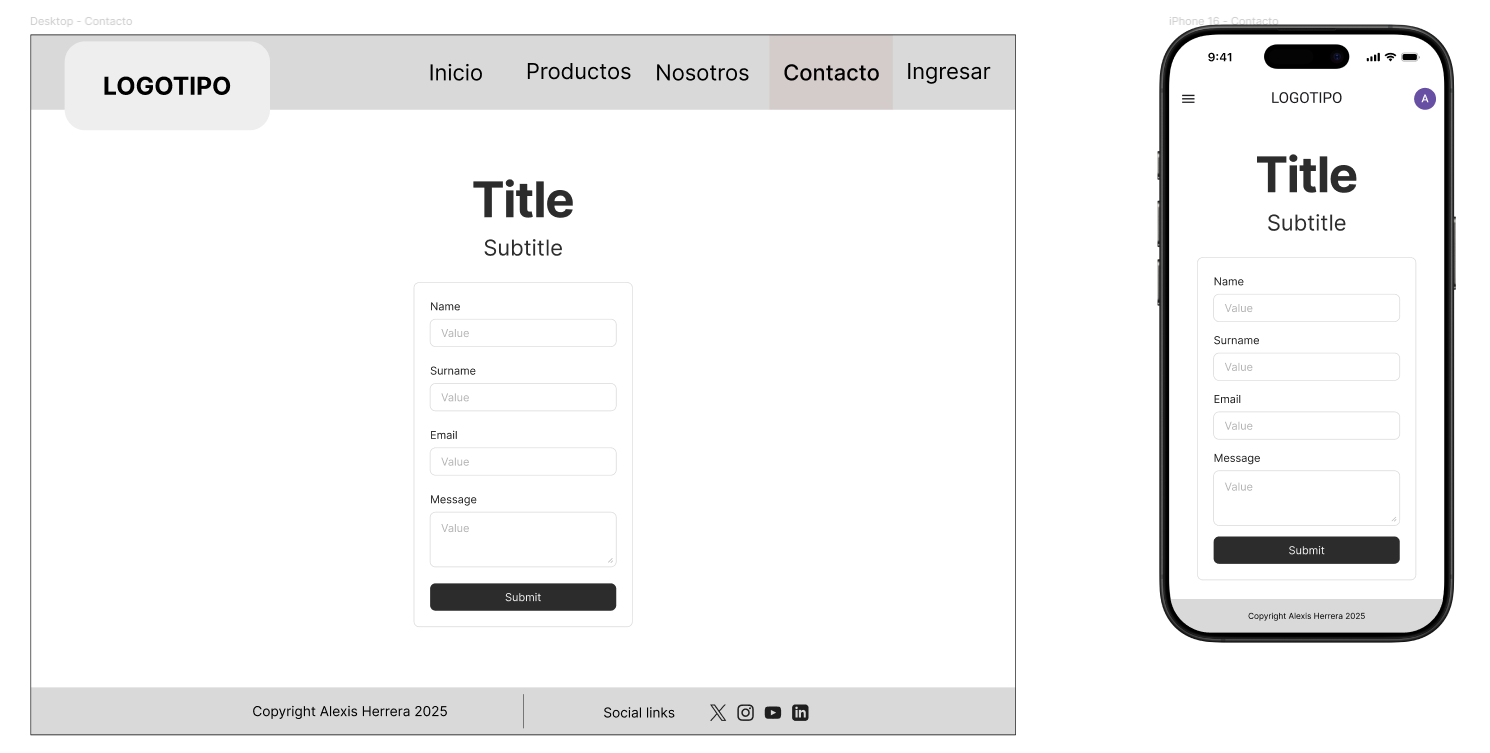 Desktop - Contacto
LOGOTIPO
Inicio
Productos
Nosotros
Contacto
Ingresar
Title
Subtitle
Name
Value
Surname
Value
Email
Value
Message
Value
Submit
Copyright Alexis Herrera 2025
Social links
iPhone 16 - Contacto
9:41
LOGOTIPO
A
Title
Subtitle
Name
Value
Surname
Value
Email
Value
Message
Value
Submit
Copyright Alexis Herrera 2025